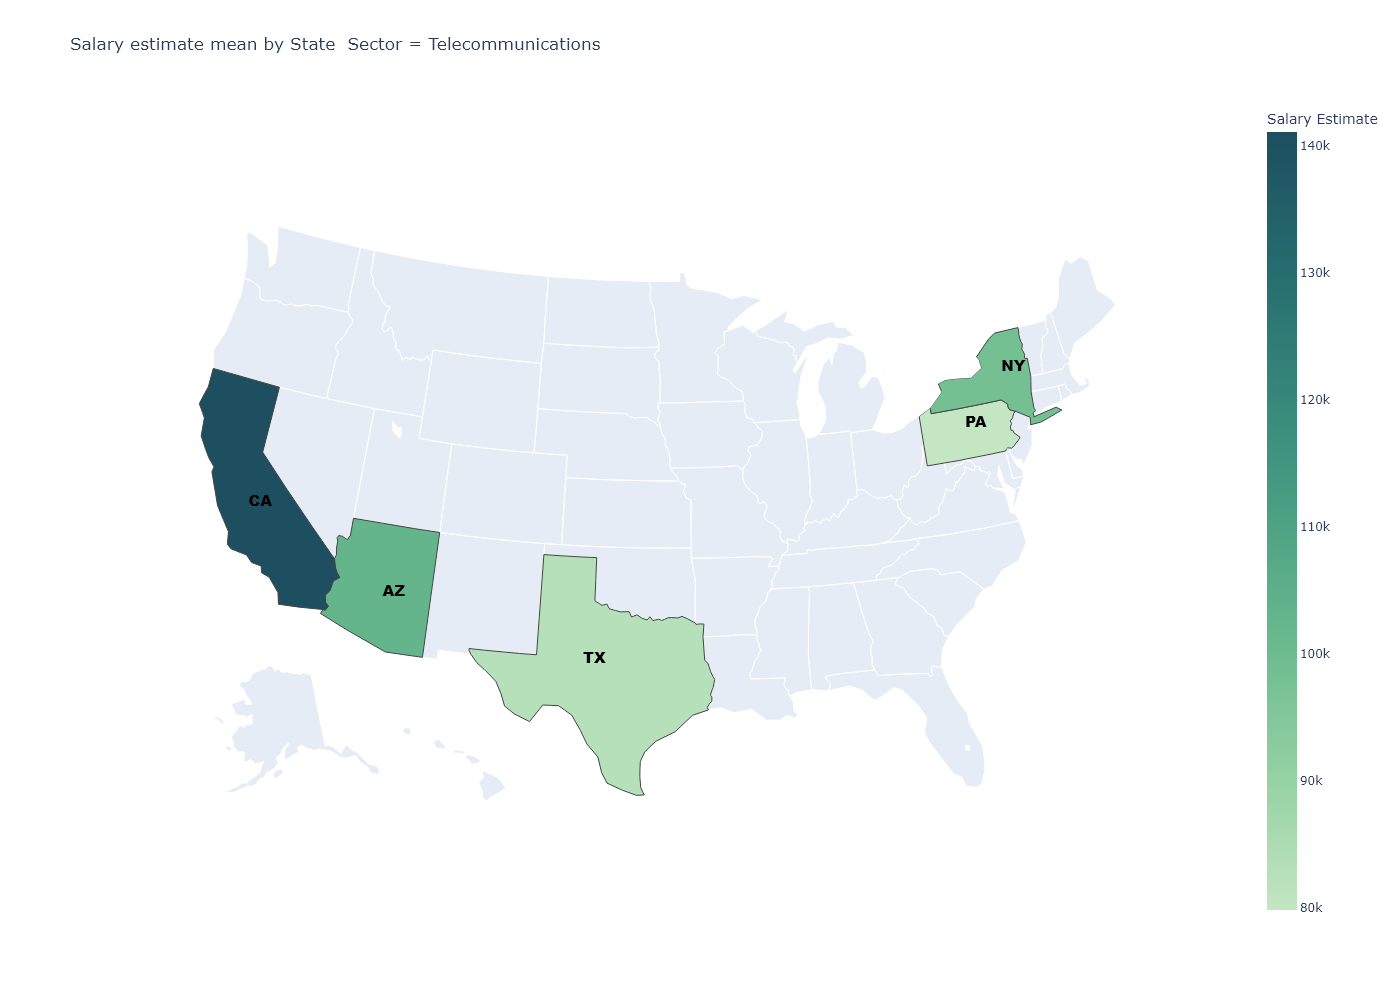 Salary estimate mean by State  Sector = Telecommunications
Salary Estimate
140k
130k
120k
110k
100k
90k
80k
NY
PA
CA
AZ
TX